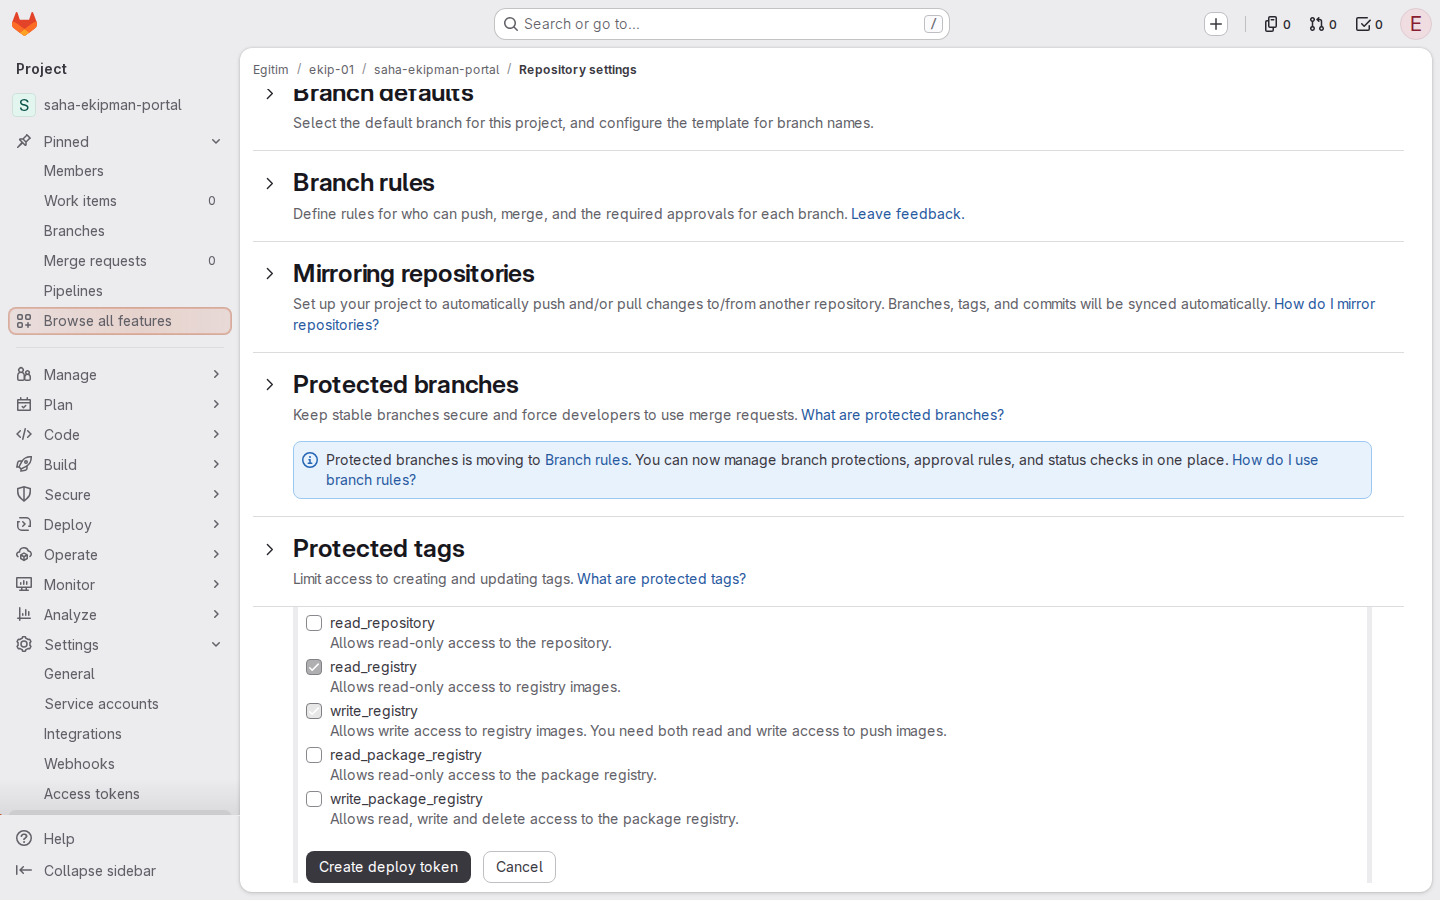 Search or go to...
/
0
0
0
E
Project
S
saha-ekipman-portal
Pinned
Members
Work items
0
Branches
Merge requests
0
Pipelines
Browse all features
Manage
Plan
Code
Build
Secure
Deploy
Operate
Monitor
Analyze
Settings
General
Service accounts
Integrations
Webhooks
Access tokens
Help
Collapse sidebar
Egitim / ekip-01 / saha-ekipman-portal / Repository settings
Branch defaults
Select the default branch for this project, and configure the template for branch names.
Branch rules
Define rules for who can push, merge, and the required approvals for each branch. Leave feedback.
Mirroring repositories
Set up your project to automatically push and/or pull changes to/from another repository. Branches, tags, and commits will be synced automatically. How do I mirror
repositories?
Protected branches
Keep stable branches secure and force developers to use merge requests. What are protected branches?
Protected branches is moving to Branch rules. You can now manage branch protections, approval rules, and status checks in one place. How do I use
branch rules?
Protected tags
Limit access to creating and updating tags. What are protected tags?
read_repository
Allows read-only access to the repository.
read_registry
Allows read-only access to registry images.
write_registry
Allows write access to registry images. You need both read and write access to push images.
read_package_registry
Allows read-only access to the package registry.
write_package_registry
Allows read, write and delete access to the package registry.
Create deploy token
Cancel